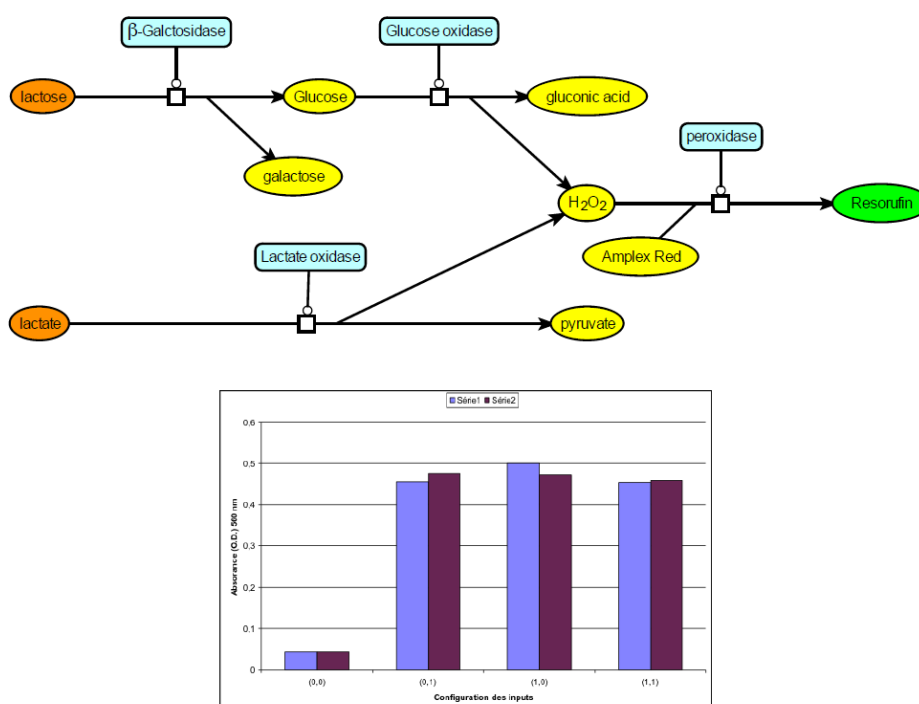 β-Galctosidase
Glucose oxidase
lactose
Glucose
gluconic acid
peroxidase
galactose
H₂O₂
Resorufin
Lactate oxidase
Amplex Red
lactate
pyruvate
Série1 Série2
0,6
0,5
0,4
0,3
0,2
0,1
0
Absorance (O.D.) 560 nm
(0,0) (0,1) (1,0) (1,1)
Configuration des inputs